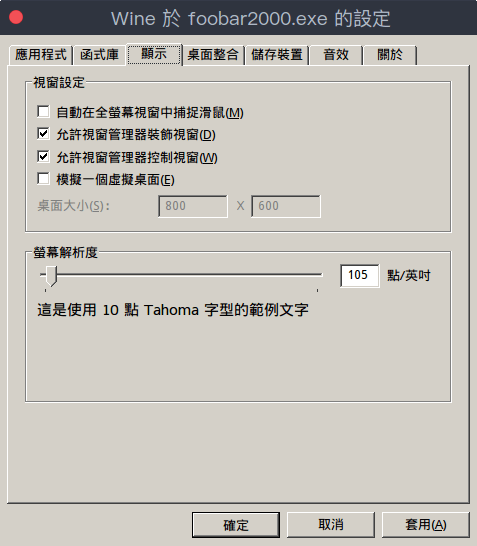 Wine 於 foobar2000.exe 的設定
應用程式 函式庫 顯示 桌面整合 儲存裝置 音效 關於
視窗設定
自動在全螢幕視窗中捕捉滑鼠(M)
允許視窗管理器裝飾視窗(D)
允許視窗管理器控制視窗(W)
模擬一個虛擬桌面(E)
桌面大小(S): 800 X 600
螢幕解析度
105 點/英吋
這是使用 10 點 Tahoma 字型的範例文字
確定 取消 套用(A)